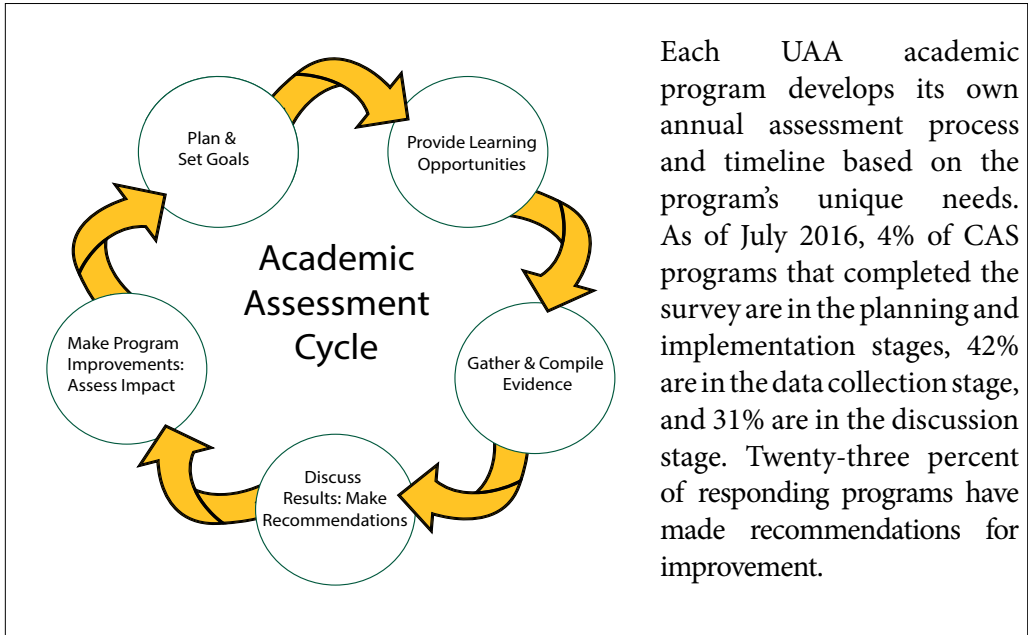 Plan &
Set Goals
Provide Learning
Opportunities
Academic
Assessment
Cycle
Make Program
Improvements:
Assess Impact
Gather & Compile
Evidence
Discuss
Results: Make
Recommendations
Each UAA academic
program develops its own
annual assessment process
and timeline based on the
program's unique needs.
As of July 2016, 4% of CAS
programs that completed the
survey are in the planning and
implementation stages, 42%
are in the data collection stage,
and 31% are in the discussion
stage. Twenty-three percent
of responding programs have
made recommendations for
improvement.